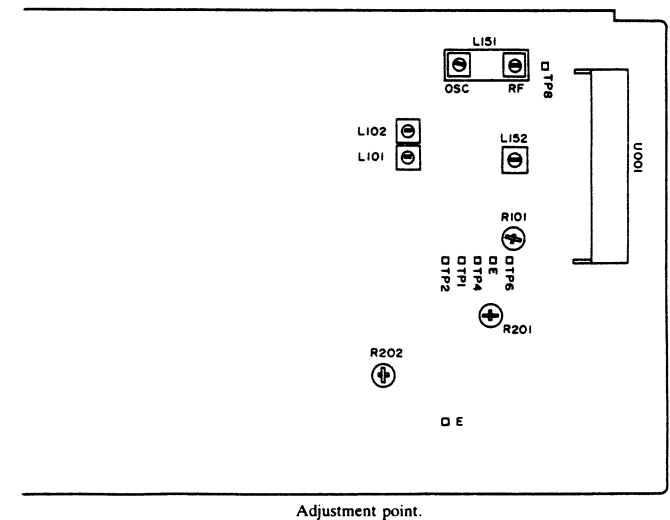 L151
OSC RF
TP8
L102
L101
L152
U001
R101
TP2
TP1
TP4
E
TP6
R201
R202
E
Adjustment point.